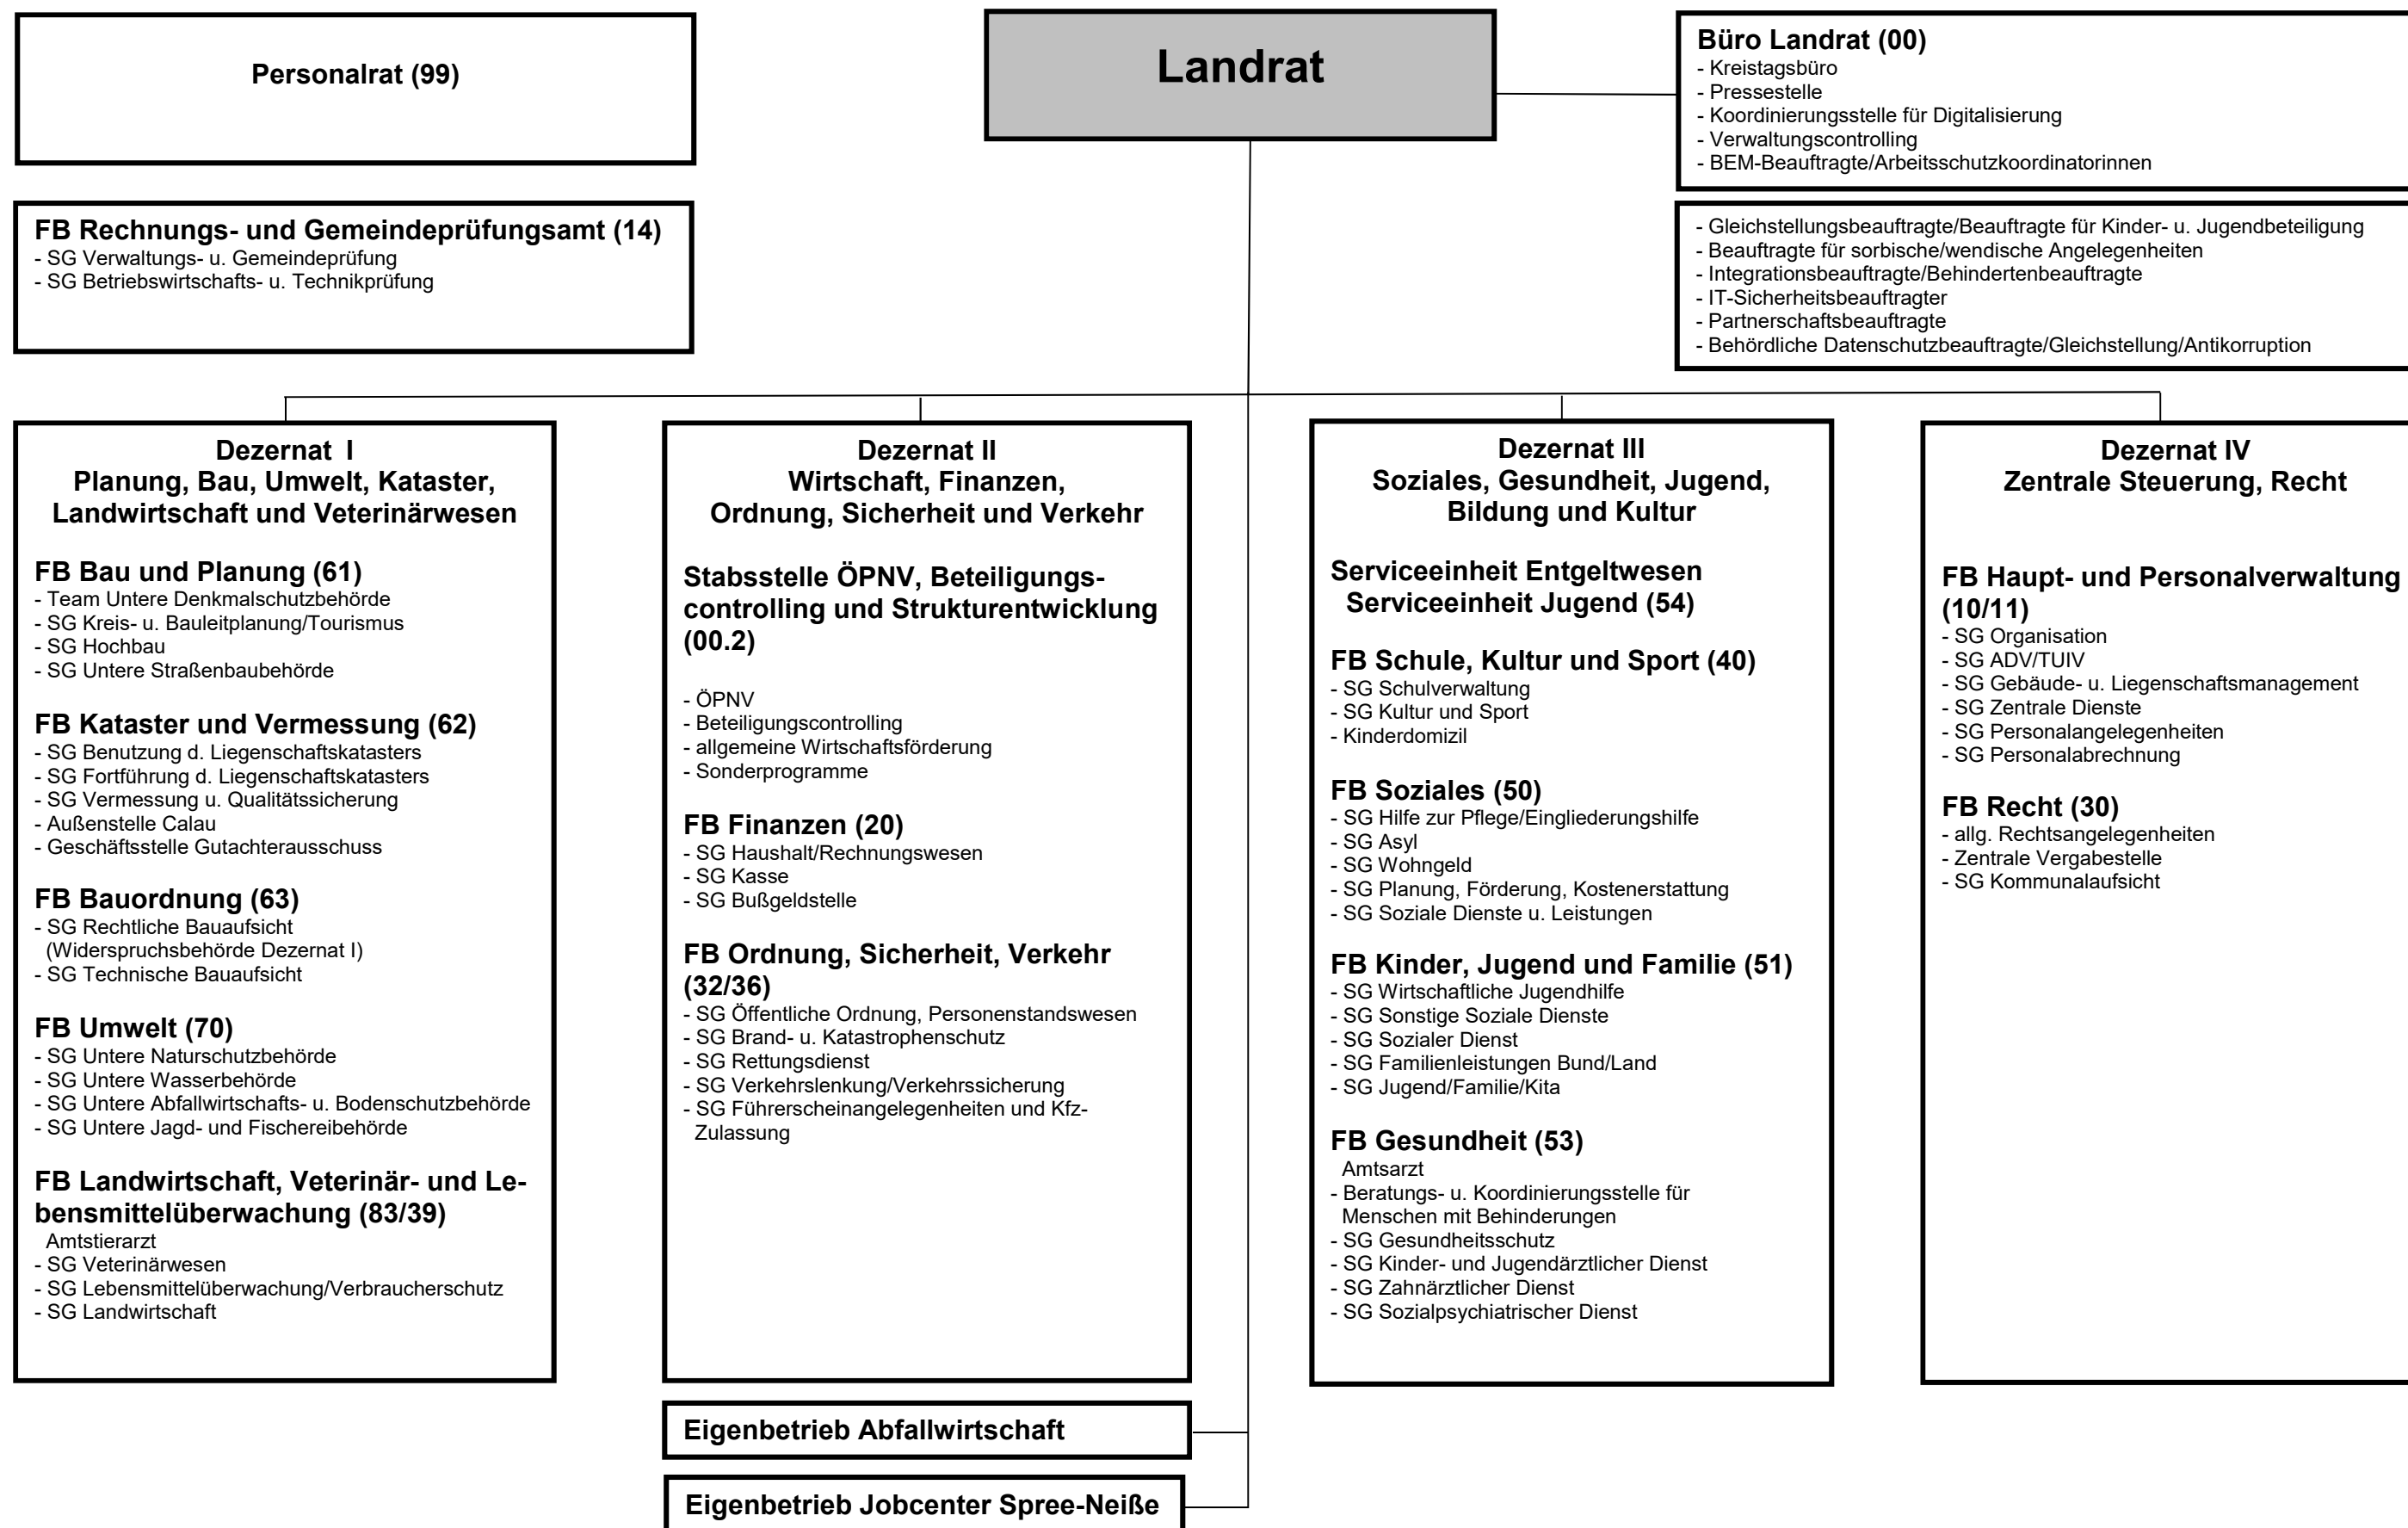 Personalrat (99)
Landrat
Büro Landrat (00)
- Kreistagsbüro
- Pressestelle
- Koordinierungsstelle für Digitalisierung
- Verwaltungscontrolling
- BEM-Beauftragte/Arbeitsschutzkoordinatorinnen
FB Rechnungs- und Gemeindeprüfungsamt (14)
- SG Verwaltungs- u. Gemeindeprüfung
- SG Betriebswirtschafts- u. Technikprüfung
- Gleichstellungsbeauftragte/Beauftragte für Kinder- u. Jugendbeteiligung
- Beauftragte für sorbische/wendische Angelegenheiten
- Integrationsbeauftragte/Behindertenbeauftragte
- IT-Sicherheitsbeauftragter
- Partnerschaftsbeauftragte
- Behördliche Datenschutzbeauftragte/Gleichstellung/Antikorruption
Dezernat I
Planung, Bau, Umwelt, Kataster,
Landwirtschaft und Veterinärwesen
FB Bau und Planung (61)
- Team Untere Denkmalschutzbehörde
- SG Kreis- u. Bauleitplanung/Tourismus
- SG Hochbau
- SG Untere Straßenbaubehörde
FB Kataster und Vermessung (62)
- SG Benutzung d. Liegenschaftskatasters
- SG Fortführung d. Liegenschaftskatasters
- SG Vermessung u. Qualitätssicherung
- Außenstelle Calau
- Geschäftsstelle Gutachterausschuss
FB Bauordnung (63)
- SG Rechtliche Bauaufsicht
(Widerspruchsbehörde Dezernat I)
- SG Technische Bauaufsicht
FB Umwelt (70)
- SG Untere Naturschutzbehörde
- SG Untere Wasserbehörde
- SG Untere Abfallwirtschafts- u. Bodenschutzbehörde
- SG Untere Jagd- und Fischereibehörde
FB Landwirtschaft, Veterinär- und Le-
bensmittelüberwachung (83/39)
Amtstierarzt
- SG Veterinärwesen
- SG Lebensmittelüberwachung/Verbraucherschutz
- SG Landwirtschaft
Dezernat II
Wirtschaft, Finanzen,
Ordnung, Sicherheit und Verkehr
Stabsstelle ÖPNV, Beteiligungs-
controlling und Strukturentwicklung
(00.2)
- ÖPNV
- Beteiligungscontrolling
- allgemeine Wirtschaftsförderung
- Sonderprogramme
FB Finanzen (20)
- SG Haushalt/Rechnungswesen
- SG Kasse
- SG Bußgeldstelle
FB Ordnung, Sicherheit, Verkehr
(32/36)
- SG Öffentliche Ordnung, Personenstandswesen
- SG Brand- u. Katastrophenschutz
- SG Rettungsdienst
- SG Verkehrslenkung/Verkehrssicherung
- SG Führerscheinangelegenheiten und Kfz-
Zulassung
Dezernat III
Soziales, Gesundheit, Jugend,
Bildung und Kultur
Serviceeinheit Entgeltwesen
Serviceeinheit Jugend (54)
FB Schule, Kultur und Sport (40)
- SG Schulverwaltung
- SG Kultur und Sport
- Kinderdomizil
FB Soziales (50)
- SG Hilfe zur Pflege/Eingliederungshilfe
- SG Asyl
- SG Wohngeld
- SG Planung, Förderung, Kostenerstattung
- SG Soziale Dienste u. Leistungen
FB Kinder, Jugend und Familie (51)
- SG Wirtschaftliche Jugendhilfe
- SG Sonstige Soziale Dienste
- SG Sozialer Dienst
- SG Familienleistungen Bund/Land
- SG Jugend/Familie/Kita
FB Gesundheit (53)
Amtsarzt
- Beratungs- u. Koordinierungsstelle für
Menschen mit Behinderungen
- SG Gesundheitsschutz
- SG Kinder- und Jugendärztlicher Dienst
- SG Zahnärztlicher Dienst
- SG Sozialpsychiatrischer Dienst
Dezernat IV
Zentrale Steuerung, Recht
FB Haupt- und Personalverwaltung
(10/11)
- SG Organisation
- SG ADV/TUIV
- SG Gebäude- u. Liegenschaftsmanagement
- SG Zentrale Dienste
- SG Personalangelegenheiten
- SG Personalabrechnung
FB Recht (30)
- allg. Rechtsangelegenheiten
- Zentrale Vergabestelle
- SG Kommunalaufsicht
Eigenbetrieb Abfallwirtschaft
Eigenbetrieb Jobcenter Spree-Neiße